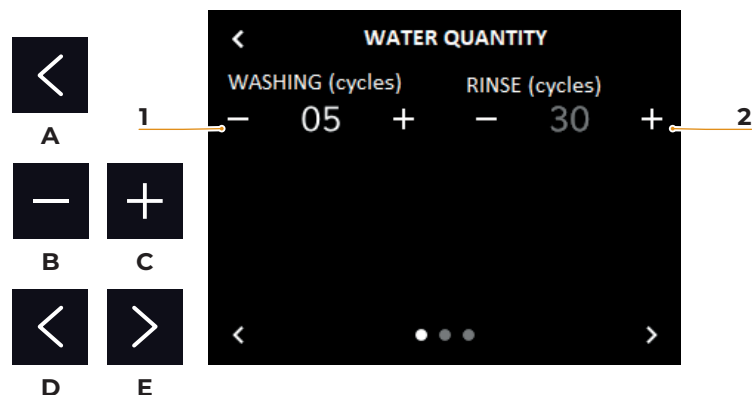 WATER QUANTITY
WASHING (cycles) RINSE (cycles)
1 05 30 2
A
B C
D E